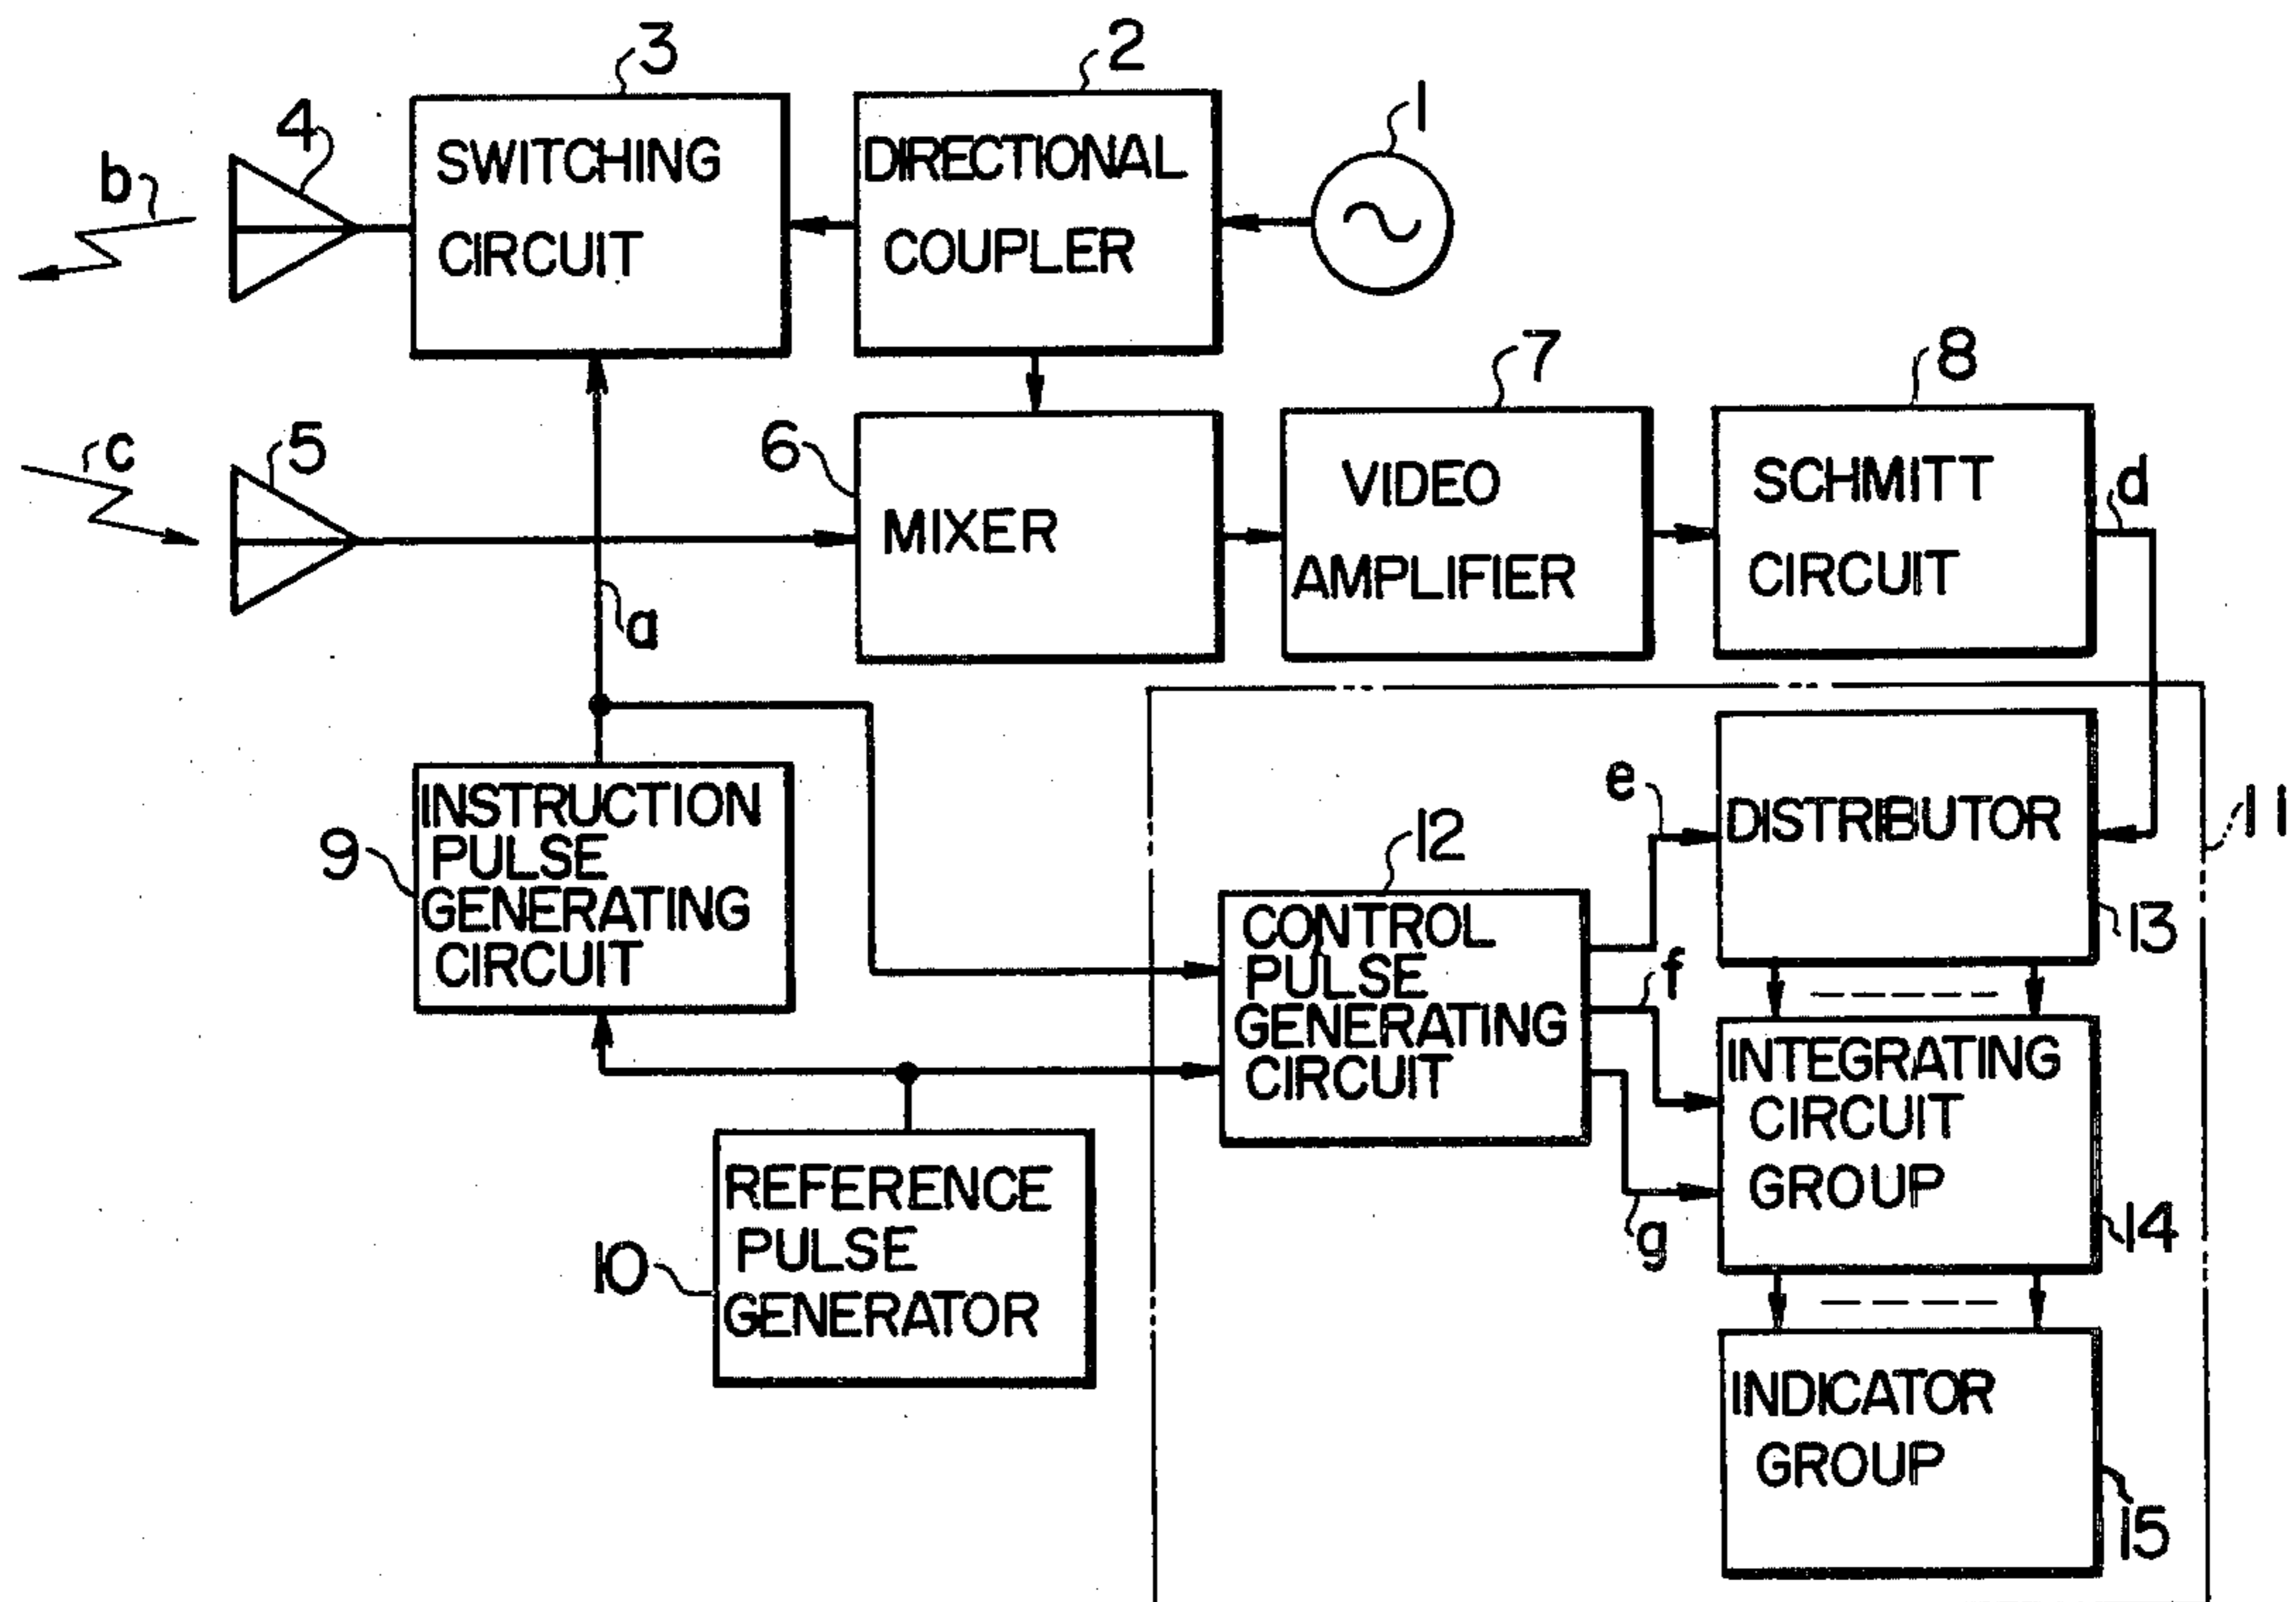 3
2
1
4
b
SWITCHING
CIRCUIT
DIRECTIONAL
COUPLER
c
5
6
7
8
MIXER
VIDEO
AMPLIFIER
SCHMITT
CIRCUIT
d
a
9
INSTRUCTION
PULSE
GENERATING
CIRCUIT
12
CONTROL
PULSE
GENERATING
CIRCUIT
e
f
g
DISTRIBUTOR
11
13
INTEGRATING
CIRCUIT
GROUP
14
10
REFERENCE
PULSE
GENERATOR
INDICATOR
GROUP
15